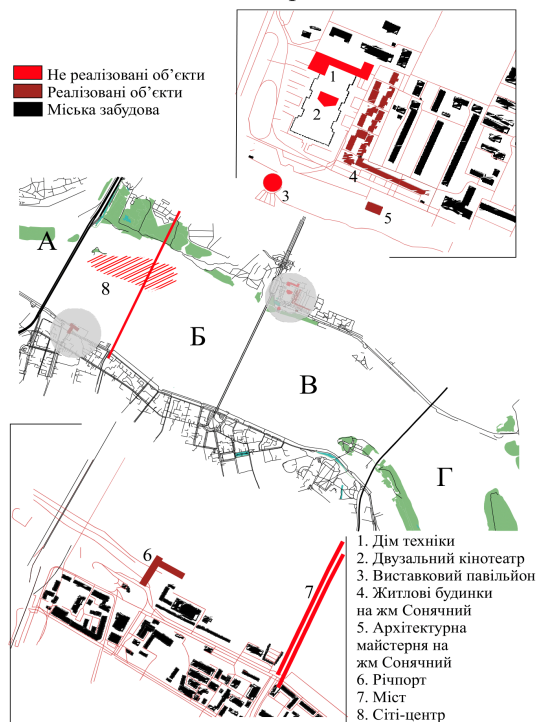 Не реалізовані об’єкти
Реалізовані об’єкти
Міська забудова
1
2
3
4
5
А
8
Б
В
Г
6
7
1. Дім техніки
2. Двузальний кінотеатр
3. Виставковий павільйон
4. Житлові будинки
на жм Сонячний
5. Архітектурна
майстерня на
жм Сонячний
6. Річпорт
7. Міст
8. Сіті-центр